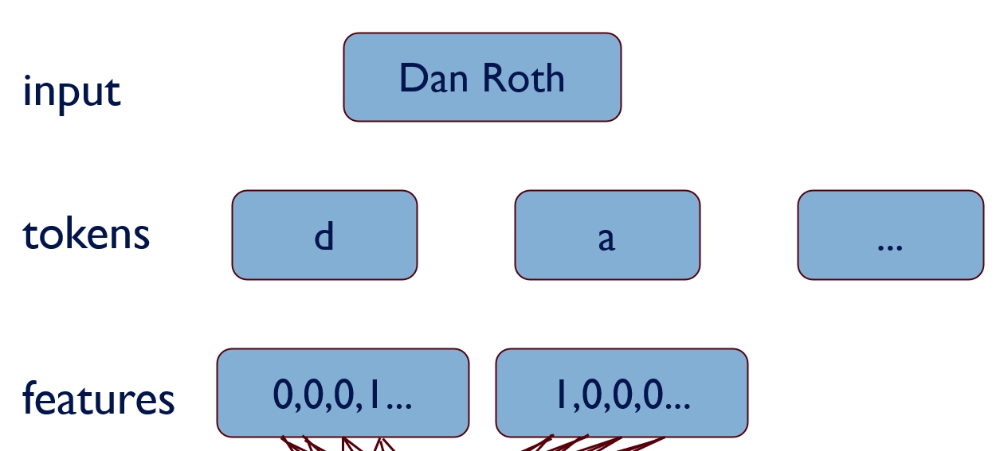 input
Dan Roth
tokens
d
a
...
features
0,0,0,1...
1,0,0,0...